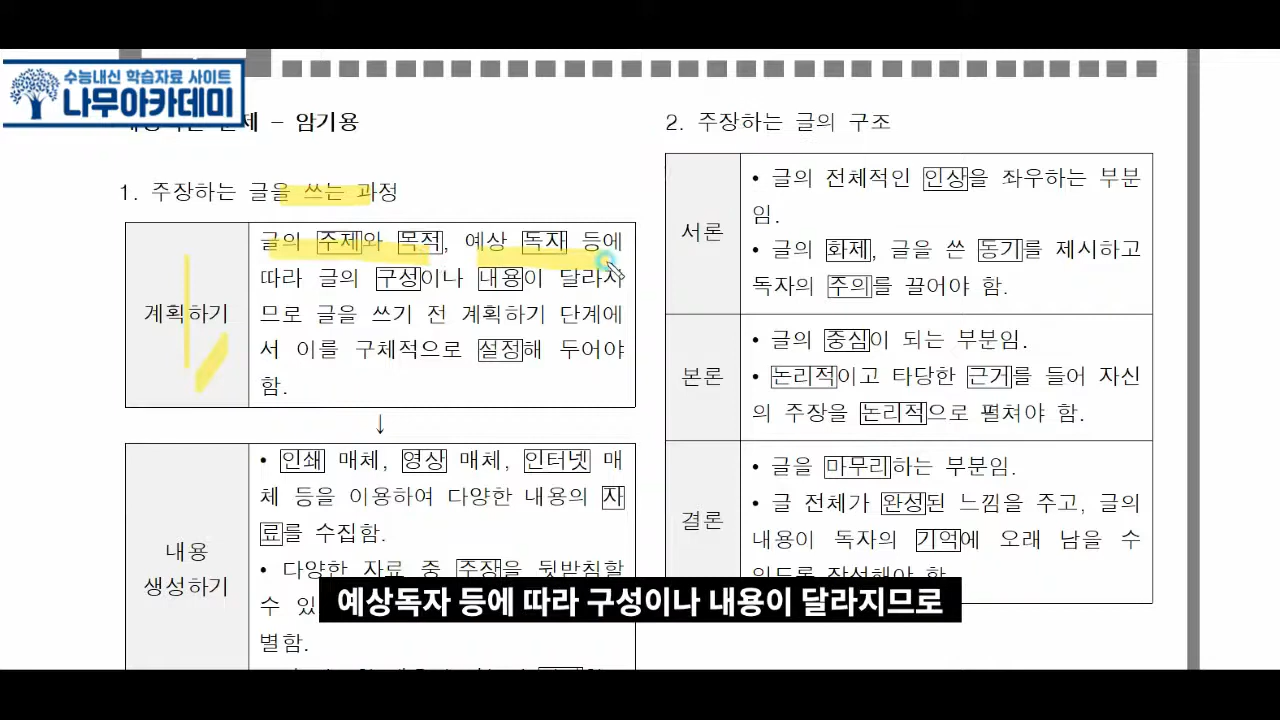 수능내신 학습자료 사이트
나무아카데미
- 암기용
1. 주장하는 글을 쓰는 과정
계획하기
글의 주제와 목적, 예상 독자 등에
따라 글의 구성이나 내용이 달라지
므로 글을 쓰기 전 계획하기 단계에
서 이를 구체적으로 설정해 두어야
함.
↓
내용
생성하기
• 인쇄 매체, 영상 매체, 인터넷 매
체 등을 이용하여 다양한 내용의 자
료를 수집함.
• 다양한 자료 중 주장을 뒷받침할
수 있
별함.
2. 주장하는 글의 구조
서론
• 글의 전체적인 인상을 좌우하는 부분
임.
• 글의 화제, 글을 쓴 동기를 제시하고
독자의 주의를 끌어야 함.
본론
• 글의 중심이 되는 부분임.
• 논리적이고 타당한 근거를 들어 자신
의 주장을 논리적으로 펼쳐야 함.
결론
• 글을 마무리하는 부분임.
• 글 전체가 완성된 느낌을 주고, 글의
내용이 독자의 기억에 오래 남을 수
있도록 작성해야 함.
예상독자 등에 따라 구성이나 내용이 달라지므로